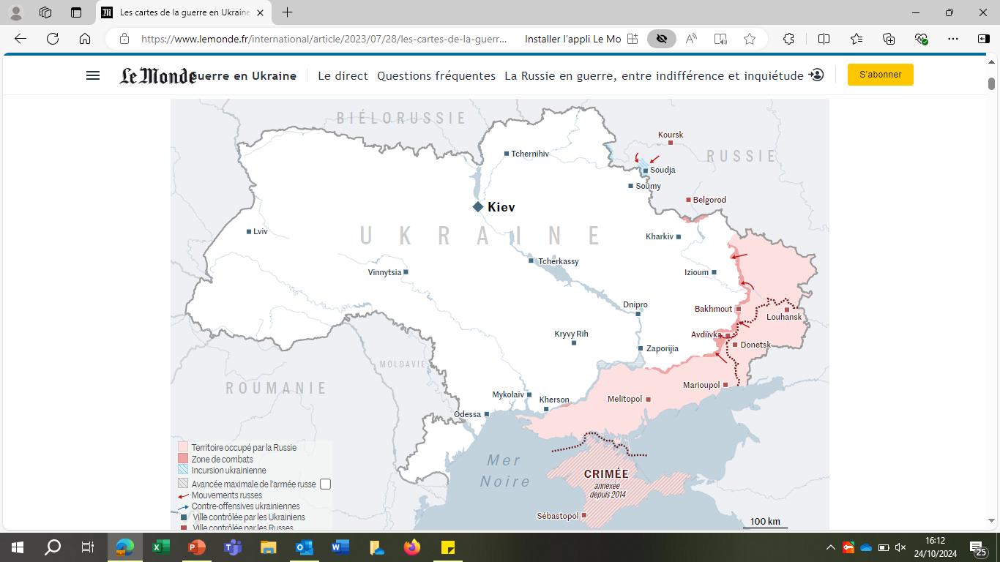 Les cartes de la guerre en Ukraine
https://www.lemonde.fr/international/article/2023/07/28/les-cartes-de-la-guerr...
Installer l'appli Le Mo
Le Monde
Guerre en Ukraine
Le direct
Questions fréquentes
La Russie en guerre, entre indifférence et inquiétude
S'abonner
BIÉLORUSSIE
Koursk
Tchernihiv
RUSSIE
Soudja
Soumy
Belgorod
Kiev
Lviv
UKRAINE
Kharkiv
Tcherkassy
Vinnytsia
Izioum
Dnipro
Bakhmout
Louhansk
Kryvy Rih
Avdiivka
Donetsk
Zaporijia
MOLDAVIE
ROUMANIE
Marioupol
Mykolaïv
Kherson
Melitopol
Odessa
Territoire occupé par la Russie
Zone de combats
Incursion ukrainienne
Avancée maximale de l'armée russe
Mouvements russes
Contre-offensives ukrainiennes
Ville contrôlée par les Ukrainiens
Ville contrôlée par les Russes
Mer
Noire
CRIMÉE
annexée
depuis 2014
Sébastopol
100 km
16:12
24/10/2024
25